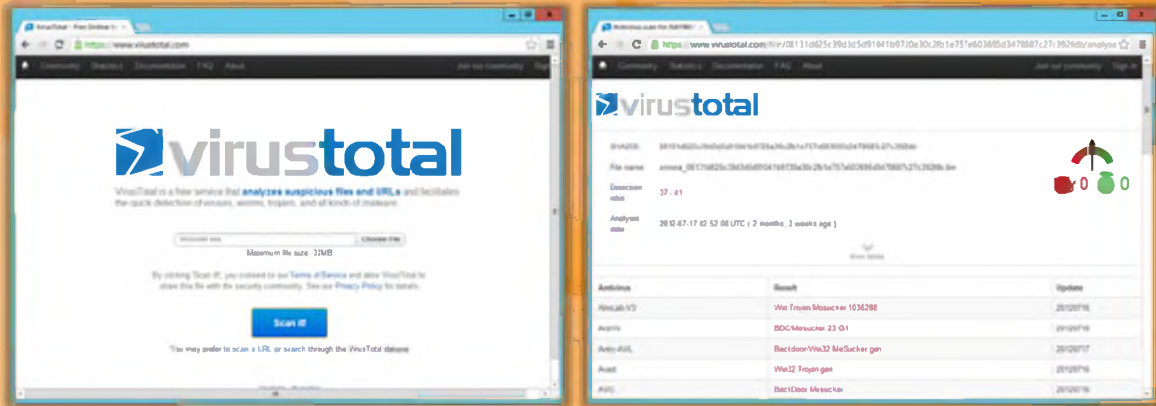 VirusTotal - Free Online
https://www.virustotal.com
Community Statistics Documentation FAQ About Join our community Sign
virustotal
VirusTotal is a free service that analyzes suspicious files and URLs and facilitates
the quick detection of viruses, worms, trojans, and all kinds of malware.
Choose File
Maximum file size: 32MB
By clicking 'Scan it!', you consent to our Terms of Service and allow VirusTotal to
share this file with the security community. See our Privacy Policy for details.
Scan it!
You may prefer to scan a URL or search through the VirusTotal dataset
Antivirus scan for
https://www.virustotal.com
Community Statistics Documentation FAQ About Join our community Sign in
virustotal
SHA256:
File name:
Detection ratio: 37 / 41
0 0
Analysis date: 2012-07-17 02:52:08 UTC ( 2 months, 2 weeks ago )
Antivirus Result Update
AhnLab-V3 Win-Trojan/Mosucker.1036288 20120716
AntiVir BDC/Mosucker.23.G1 20120716
Antiy-AVL Backdoor/Win32.MoSucker.gen 20120717
Avast Win32:Trojan-gen 20120716
AVG BackDoor.Mosucker 20120716